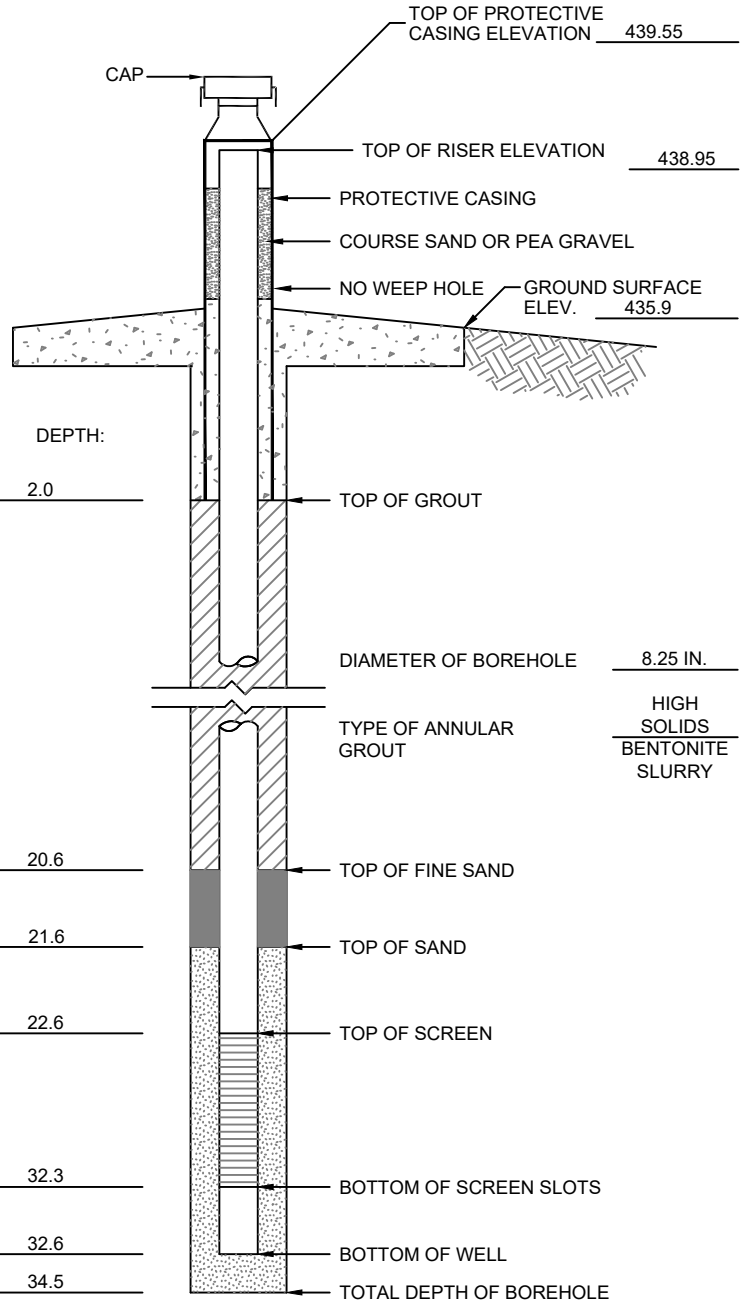 TOP OF PROTECTIVE
CASING ELEVATION 439.55
CAP
TOP OF RISER ELEVATION 438.95
PROTECTIVE CASING
COURSE SAND OR PEA GRAVEL
NO WEEP HOLE
GROUND SURFACE
ELEV. 435.9
DEPTH:
2.0 TOP OF GROUT
DIAMETER OF BOREHOLE 8.25 IN.
TYPE OF ANNULAR
GROUT
HIGH
SOLIDS
BENTONITE
SLURRY
20.6 TOP OF FINE SAND
21.6 TOP OF SAND
22.6 TOP OF SCREEN
32.3 BOTTOM OF SCREEN SLOTS
32.6 BOTTOM OF WELL
34.5 TOTAL DEPTH OF BOREHOLE